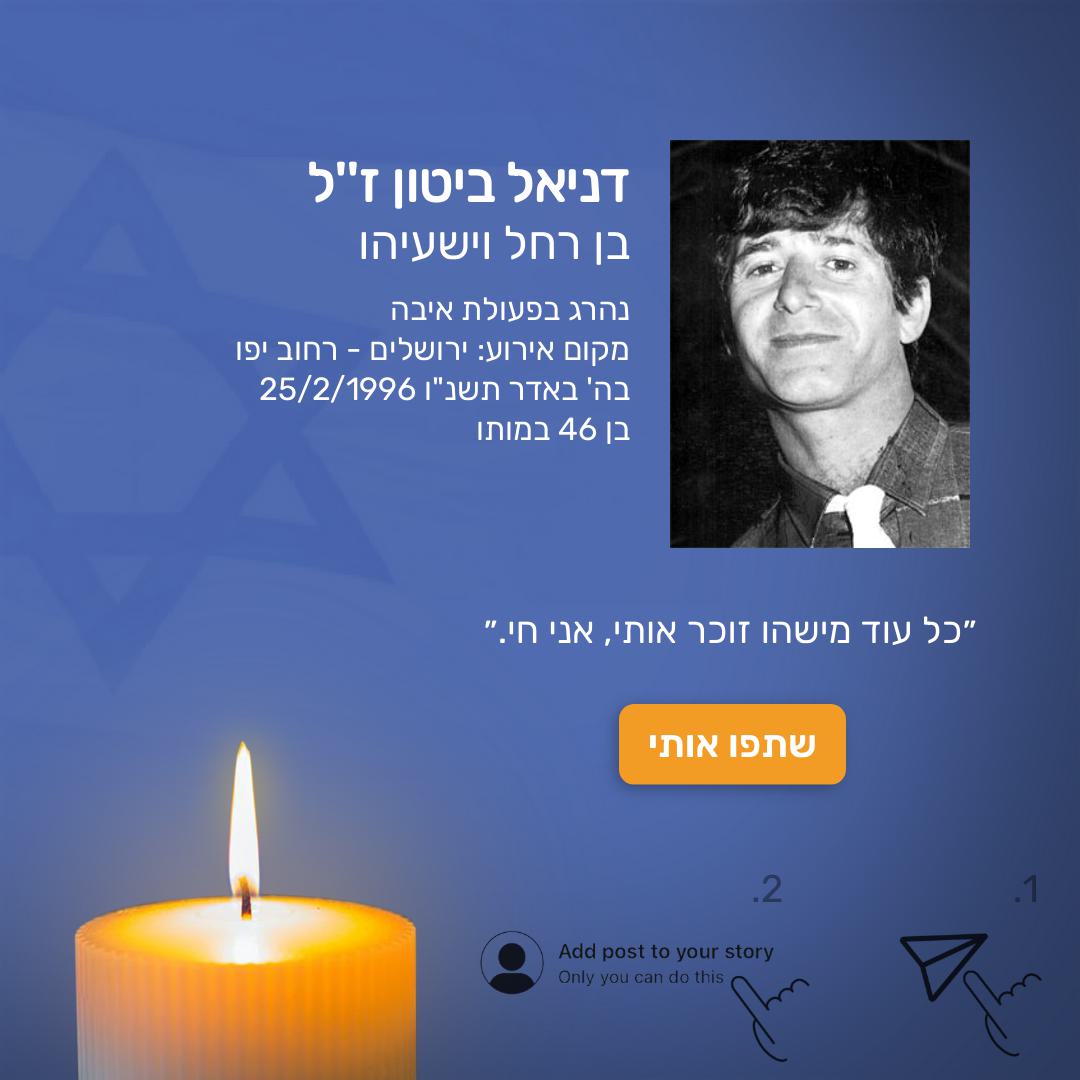 דניאל ביטון ז"ל
בן רחל וישעיהו
נהרג בפעולת איבה
מקום אירוע: ירושלים - רחוב יפו
בה' באדר תשנ"ו 25/2/1996
בן 46 במותו
״כל עוד מישהו זוכר אותי, אני חי.״
שתפו אותי
1.
2.
Add post to your story
Only you can do this